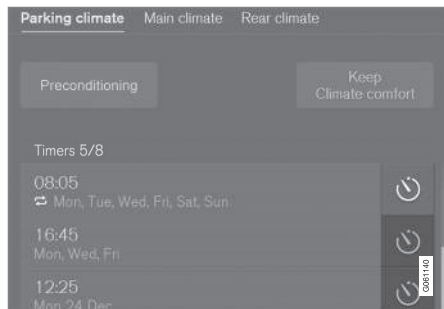 Parking climate Main climate Rear climate
Preconditioning
Keep
Climate comfort
Timers 5/8
08:05
Mon, Tue, Wed, Fri, Sat, Sun
16:45
Mon, Wed, Fri
12:25
Mon 24 Dec
G061140